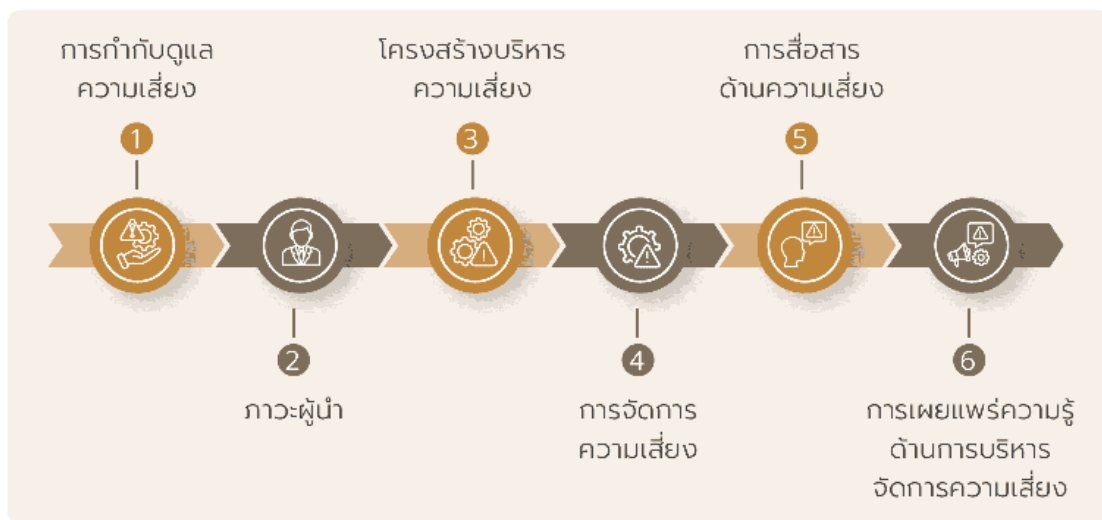 การกำกับดูแล
ความเสี่ยง
1
2
ภาวะผู้นำ
โครงสร้างบริหาร
ความเสี่ยง
3
4
การจัดการ
ความเสี่ยง
การสื่อสาร
ด้านความเสี่ยง
5
6
การเผยแพร่ความรู้
ด้านการบริหาร
จัดการความเสี่ยง